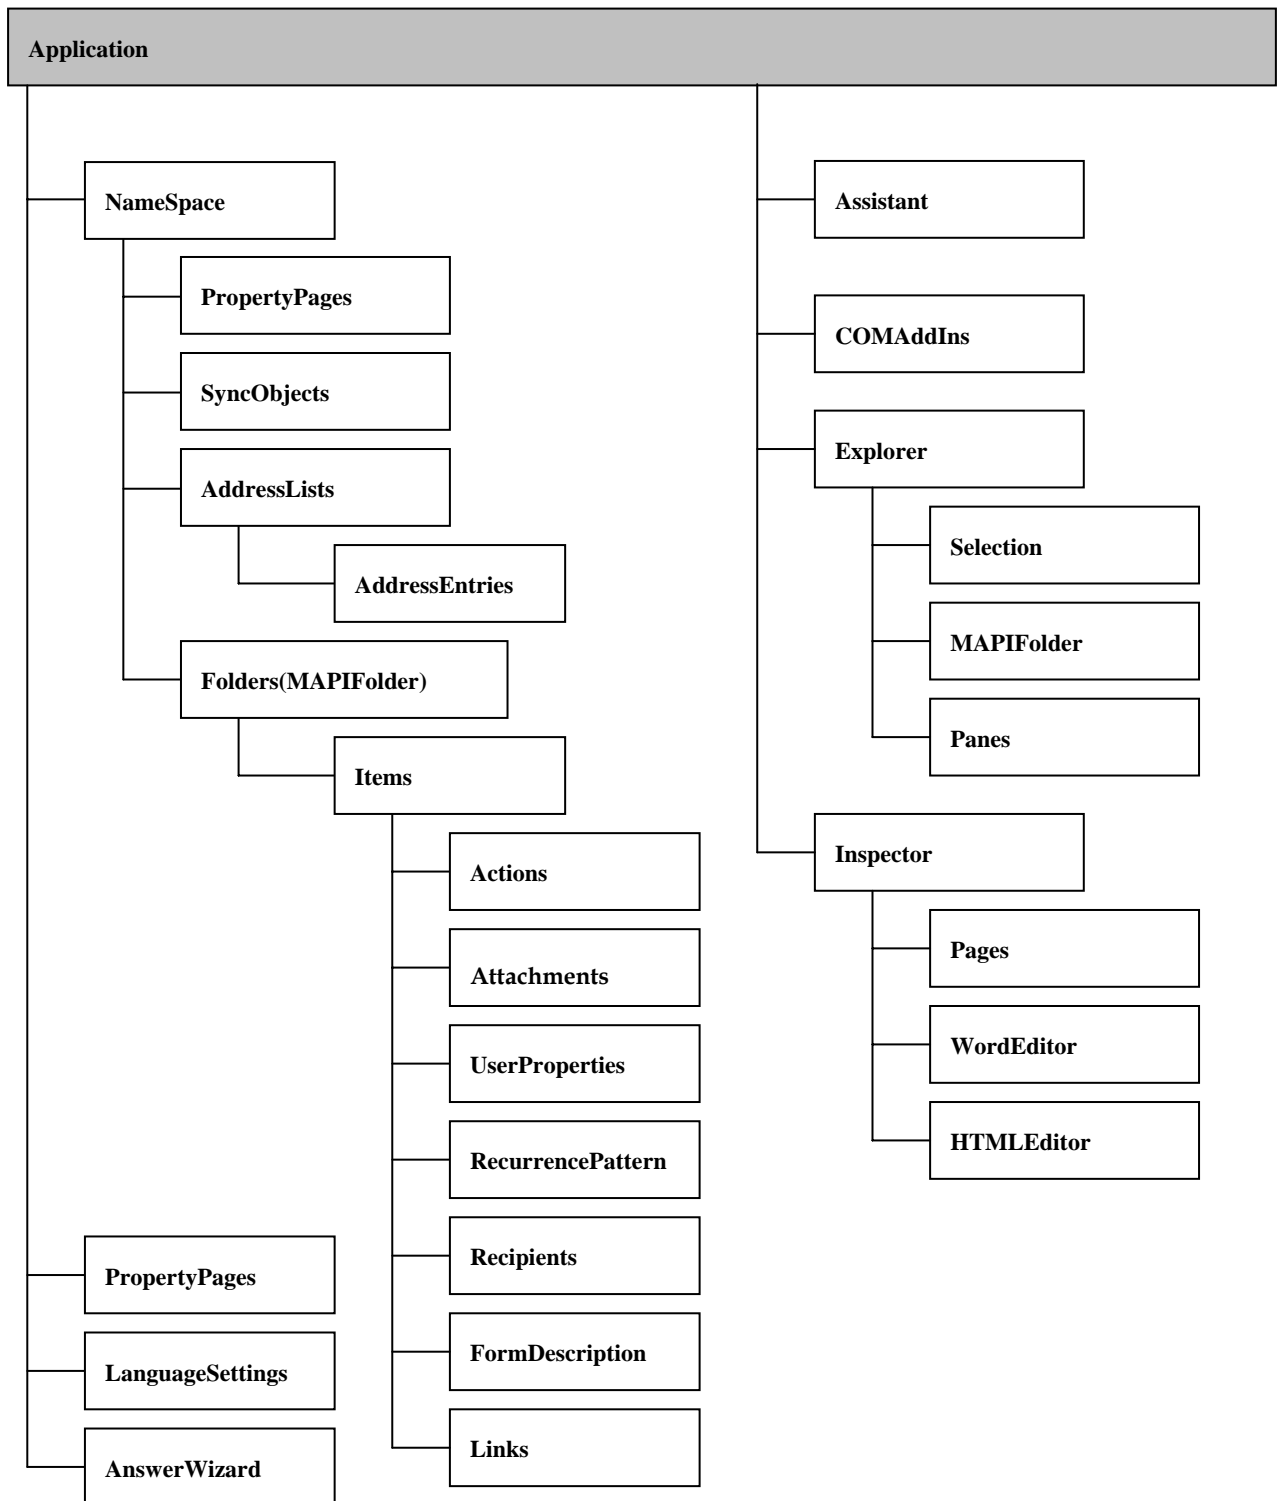 Application
NameSpace
PropertyPages
SyncObjects
AddressLists
AddressEntries
Folders(MAPIFolder)
Items
Actions
Attachments
UserProperties
RecurrencePattern
Recipients
FormDescription
Links
PropertyPages
LanguageSettings
AnswerWizard
Assistant
COMAddIns
Explorer
Selection
MAPIFolder
Panes
Inspector
Pages
WordEditor
HTMLEditor